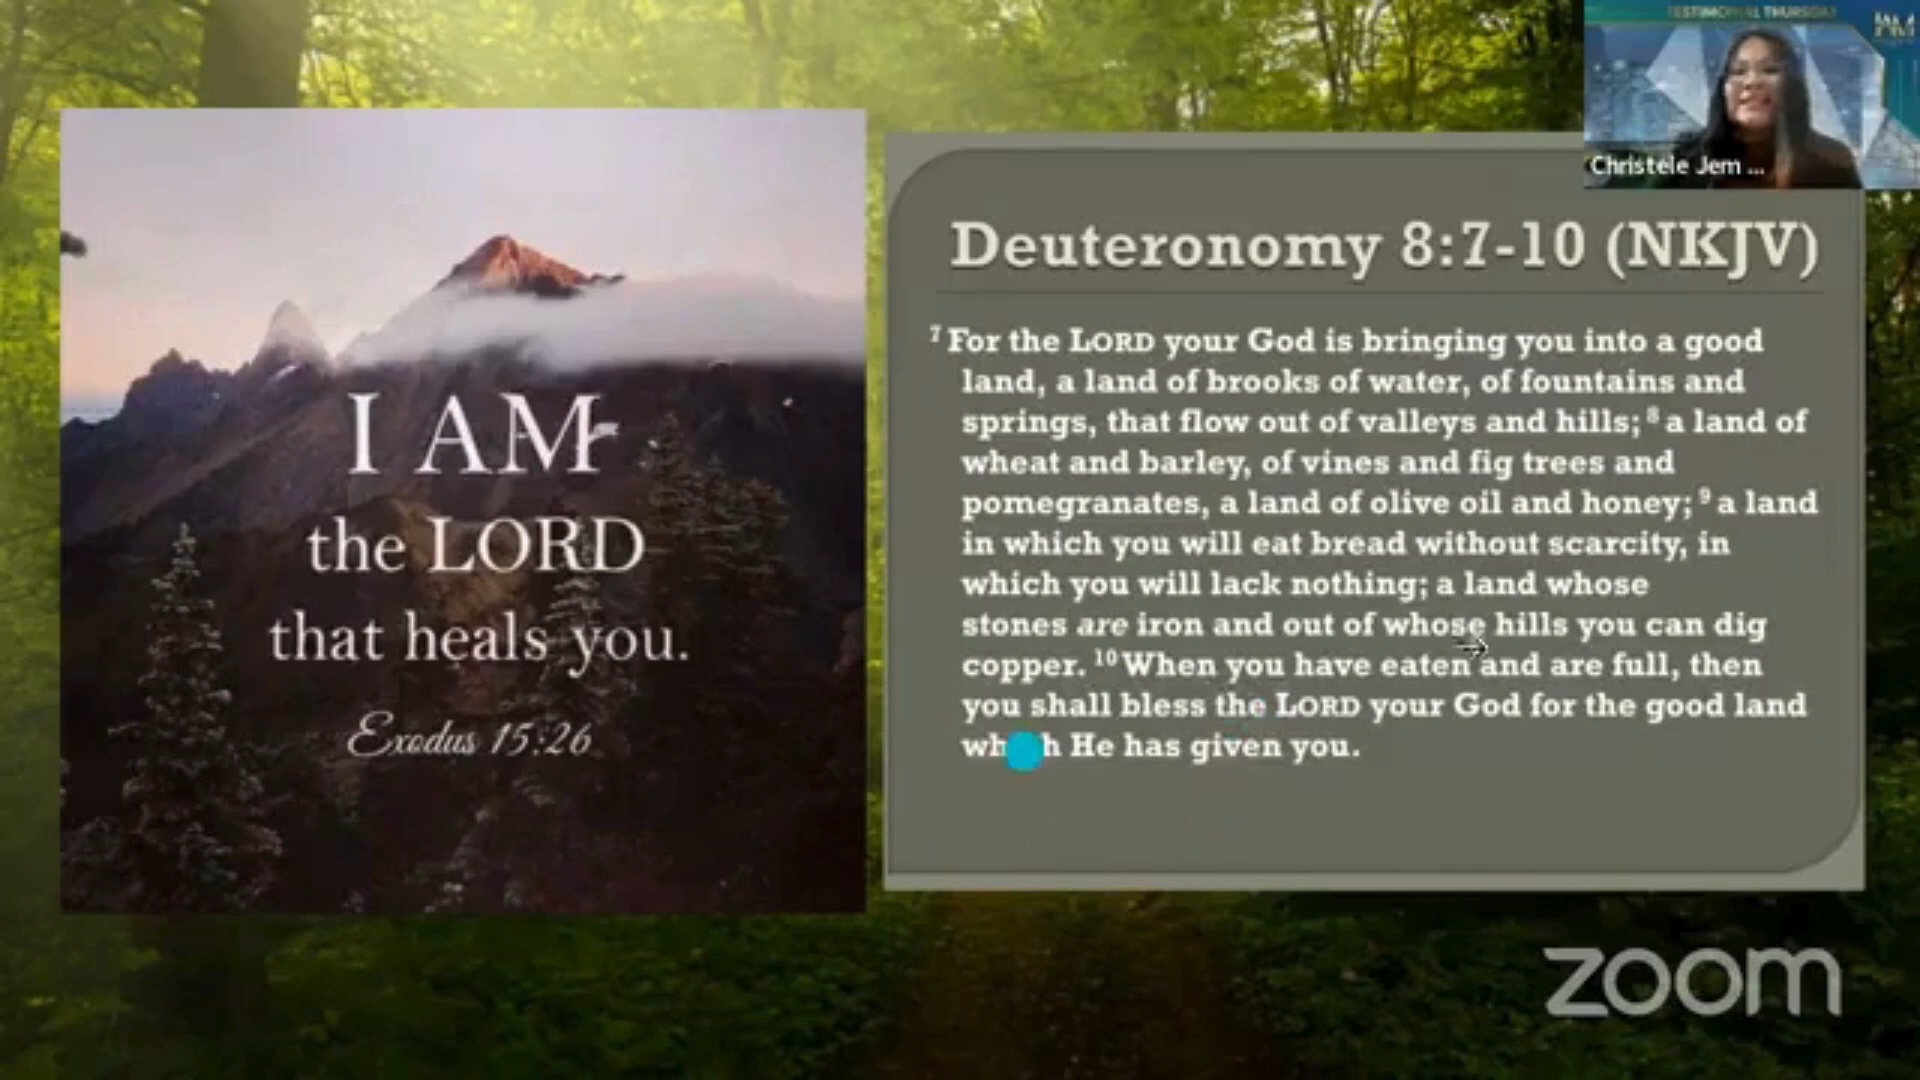 TESTIMONIAL THURSDAY
Christele Jem ...
I AM
the LORD
that heals you.
Exodus 15:26
Deuteronomy 8:7-10 (NKJV)
7 For the LORD your God is bringing you into a good
land, a land of brooks of water, of fountains and
springs, that flow out of valleys and hills; 8 a land of
wheat and barley, of vines and fig trees and
pomegranates, a land of olive oil and honey; 9 a land
in which you will eat bread without scarcity, in
which you will lack nothing; a land whose
stones are iron and out of whose hills you can dig
copper. 10 When you have eaten and are full, then
you shall bless the LORD your God for the good land
which He has given you.
zoom